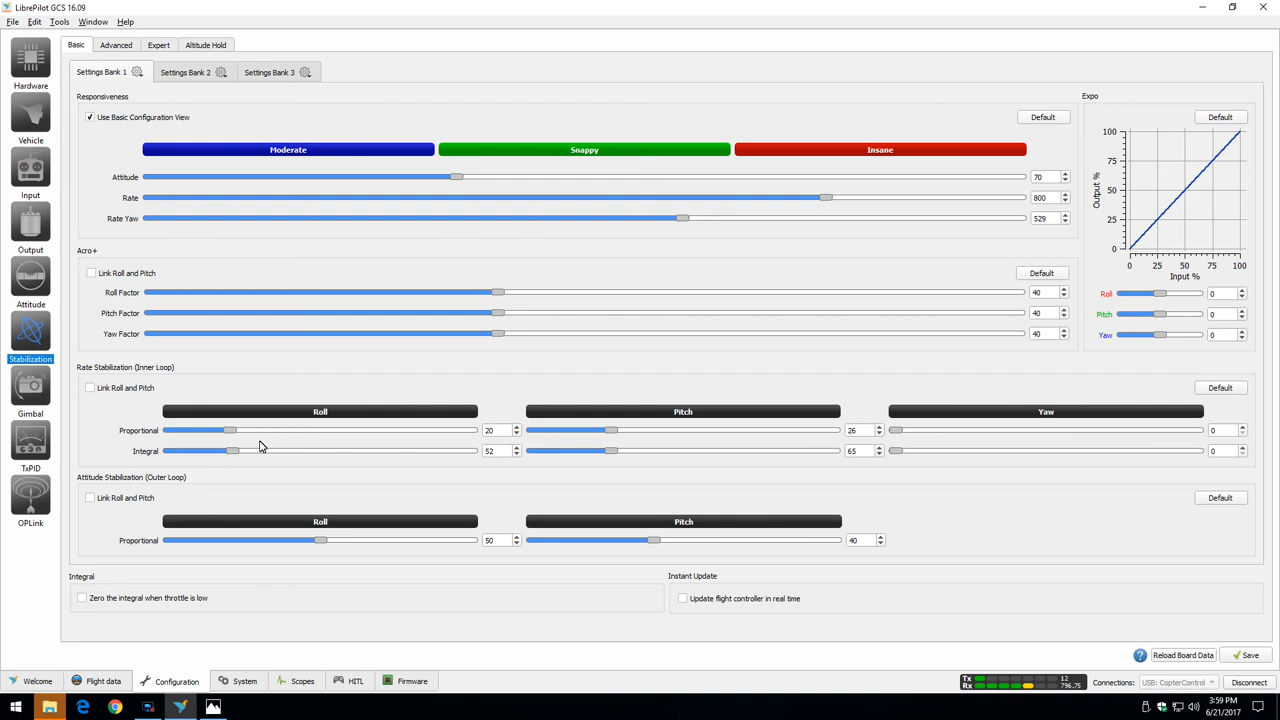 LibrePilot GCS 16.09
File Edit Tools Window Help
Hardware
Vehicle
Input
Output
Attitude
Stabilization
Gimbal
TxPID
OPLink
Basic Advanced Expert Altitude Hold
Settings Bank 1 Settings Bank 2 Settings Bank 3
Responsiveness
Use Basic Configuration View Default
Moderate Snappy Insane
Attitude 70
Rate 800
Rate Yaw 529
Acro+
Link Roll and Pitch Default
Roll Factor 40
Pitch Factor 40
Yaw Factor 40
Expo
Default
100
75
50
25
0
Output %
0 25 50 75 100
Input %
Roll 0
Pitch 0
Yaw 0
Rate Stabilization (Inner Loop)
Link Roll and Pitch Default
Roll Pitch Yaw
Proportional 20 26 0
Integral 52 65 0
Attitude Stabilization (Outer Loop)
Link Roll and Pitch Default
Roll Pitch
Proportional 50 40
Integral Instant Update
Zero the integral when throttle is low Update flight controller in real time
Reload Board Data Save
Welcome Flight data Configuration System Scopes HITL Firmware
Tx 12
Rx 796.75
Connections: USB: CopterControl Disconnect
3:59 PM
6/21/2017